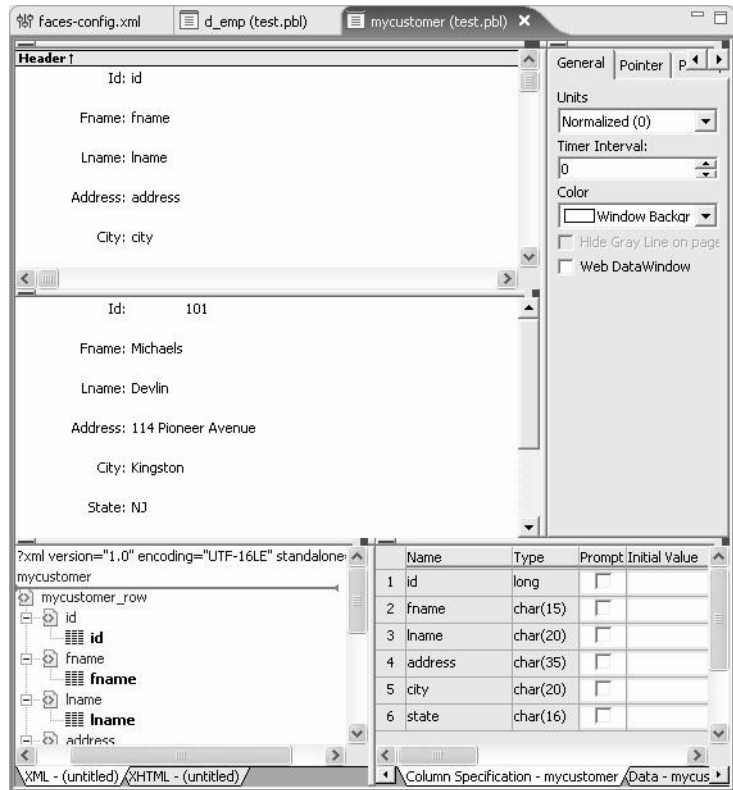 faces-config.xml d_emp (test.pbl) mycustomer (test.pbl)
Header↑
Id: id
Fname: fname
Lname: lname
Address: address
City: city
General Pointer P
Units
Normalized (0)
Timer Interval:
0
Color
Window Backgr
Hide Gray Line on page
Web DataWindow
Id: 101
Fname: Michaels
Lname: Devlin
Address: 114 Pioneer Avenue
City: Kingston
State: NJ
?xml version="1.0" encoding="UTF-16LE" standalone=
mycustomer
mycustomer_row
id
id
fname
fname
lname
lname
address
XML - (untitled) XHTML - (untitled)
Name Type Prompt Initial Value
1 id long
2 fname char(15)
3 lname char(20)
4 address char(35)
5 city char(20)
6 state char(16)
Column Specification - mycustomer Data - mycus